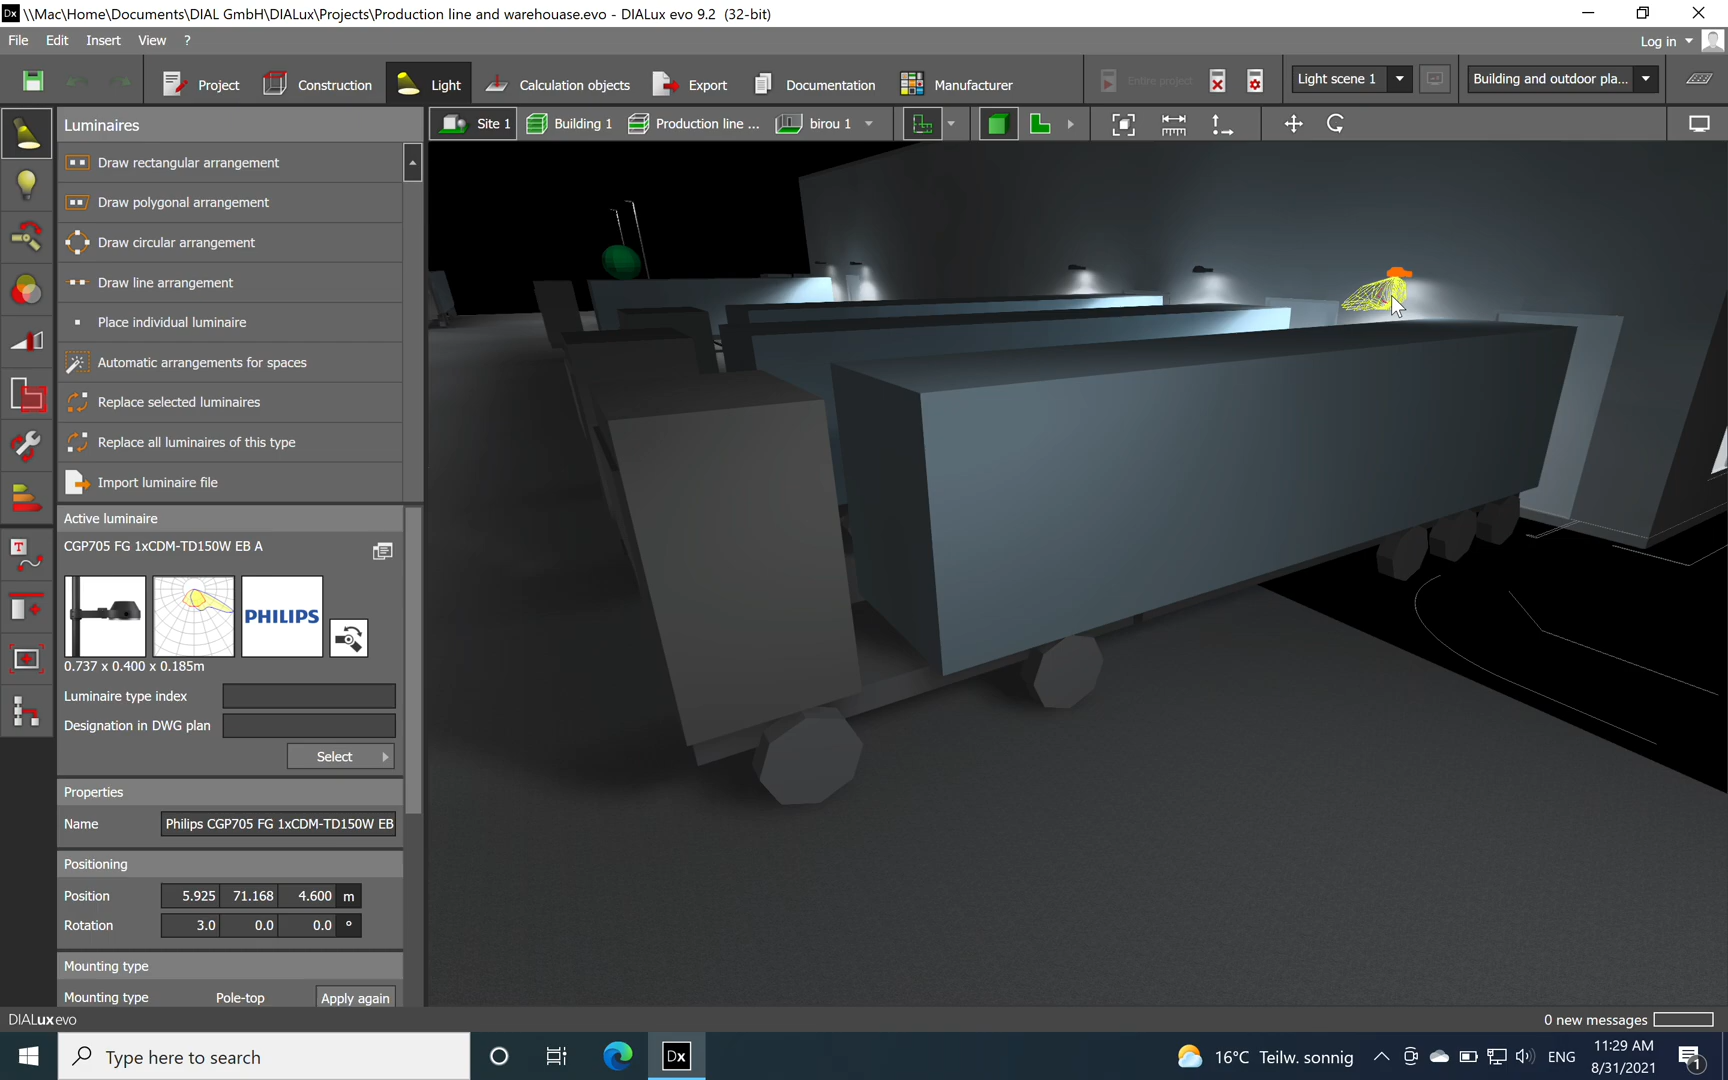 \\Mac\Home\Documents\DIAL GmbH\DIALux\Projects\Production line and warehouase.evo - DIALux evo 9.2 (32-bit)
File Edit Insert View ?
Log in
Project Construction Light Calculation objects Export Documentation Manufacturer
Entire project
Light scene 1
Building and outdoor pla...
Luminaires
Site 1 Building 1 Production line ... birou 1
Draw rectangular arrangement
Draw polygonal arrangement
Draw circular arrangement
Draw line arrangement
Place individual luminaire
Automatic arrangements for spaces
Replace selected luminaires
Replace all luminaires of this type
Import luminaire file
Active luminaire
CGP705 FG 1xCDM-TD150W EB A
PHILIPS
0.737 x 0.400 x 0.185m
Luminaire type index
Designation in DWG plan
Select
Properties
Name Philips CGP705 FG 1xCDM-TD150W EB
Positioning
Position 5.925 71.168 4.600 m
Rotation 3.0 0.0 0.0 °
Mounting type
Mounting type Pole-top Apply again
DIALux evo
0 new messages
Type here to search
Dx
16°C Teilw. sonnig
ENG
11:29 AM
8/31/2021
1